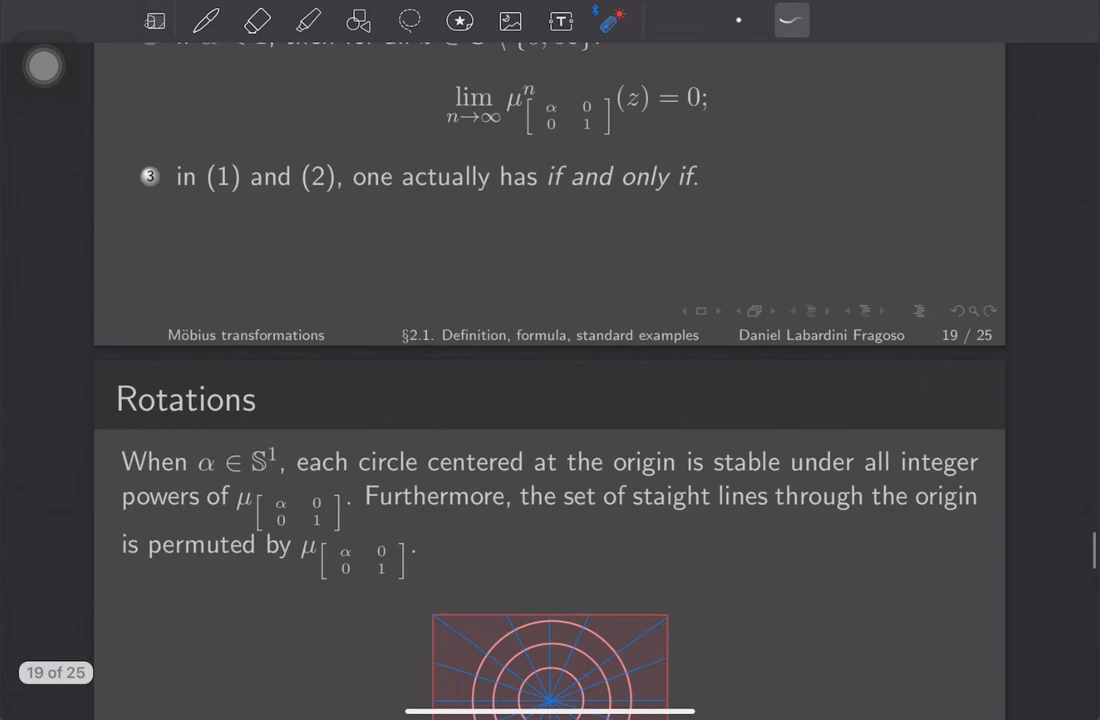 lim μⁿ[α 0; 0 1](z) = 0;
n→∞
3 in (1) and (2), one actually has if and only if.
Möbius transformations §2.1. Definition, formula, standard examples Daniel Labardini Fragoso 19 / 25
Rotations
When α ∈ 𝕊¹, each circle centered at the origin is stable under all integer
powers of μ[α 0; 0 1]. Furthermore, the set of staight lines through the origin
is permuted by μ[α 0; 0 1].
19 of 25